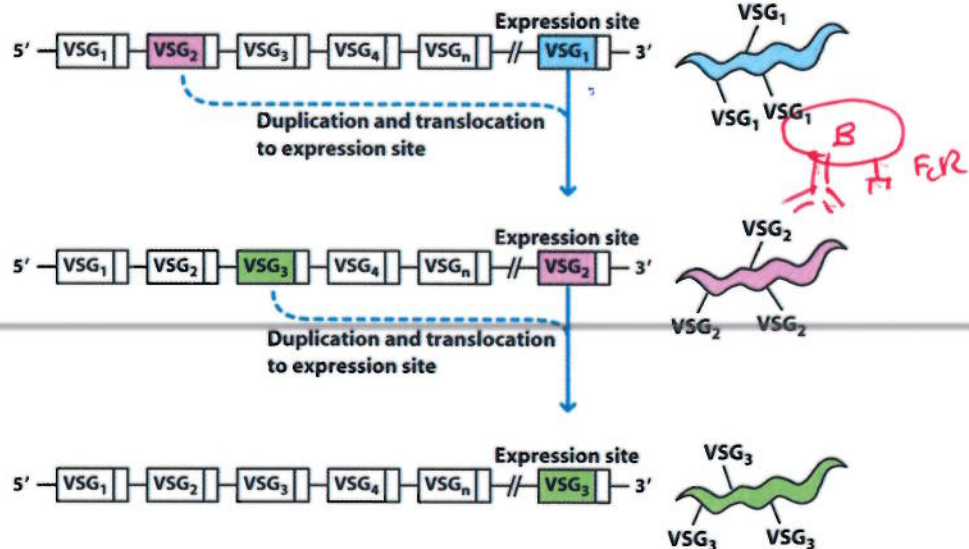 Expression site
5′ VSG₁ VSG₂ VSG₃ VSG₄ VSGₙ // VSG₁ 3′
VSG₁
VSG₁ VSG₁
Duplication and translocation
to expression site
B
FcR
Expression site
5′ VSG₁ VSG₂ VSG₃ VSG₄ VSGₙ // VSG₂ 3′
VSG₂
VSG₂ VSG₂
Duplication and translocation
to expression site
Expression site
5′ VSG₁ VSG₂ VSG₃ VSG₄ VSGₙ // VSG₃ 3′
VSG₃
VSG₃ VSG₃